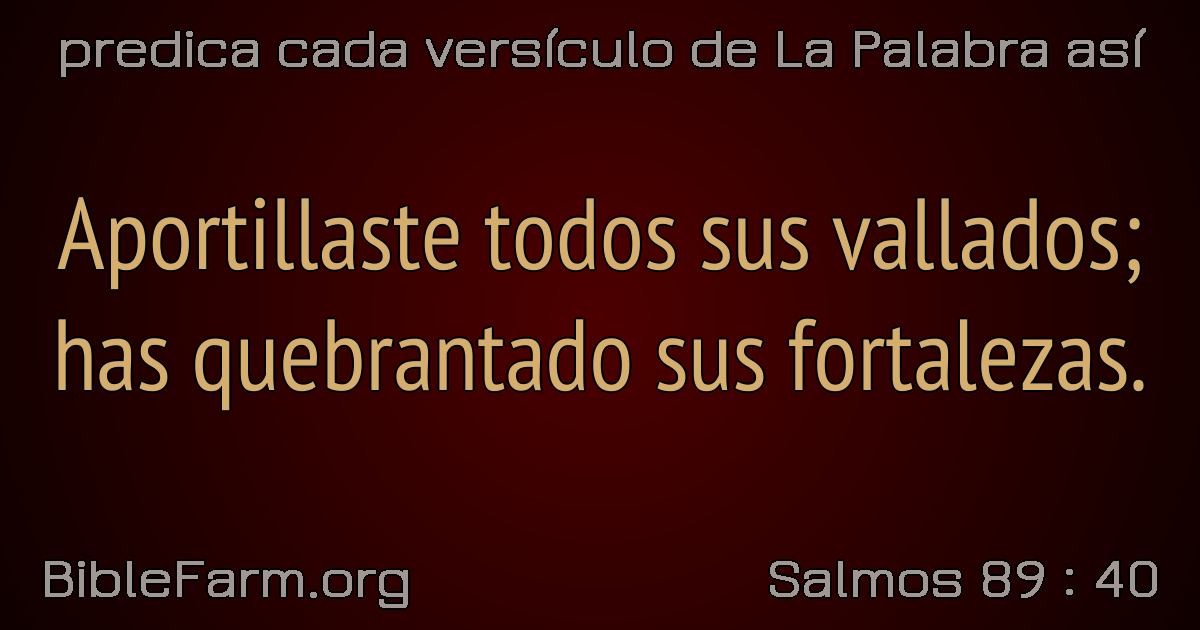 predica cada versículo de La Palabra así
Aportillaste todos sus vallados;
has quebrantado sus fortalezas.
BibleFarm.org
Salmos 89 : 40